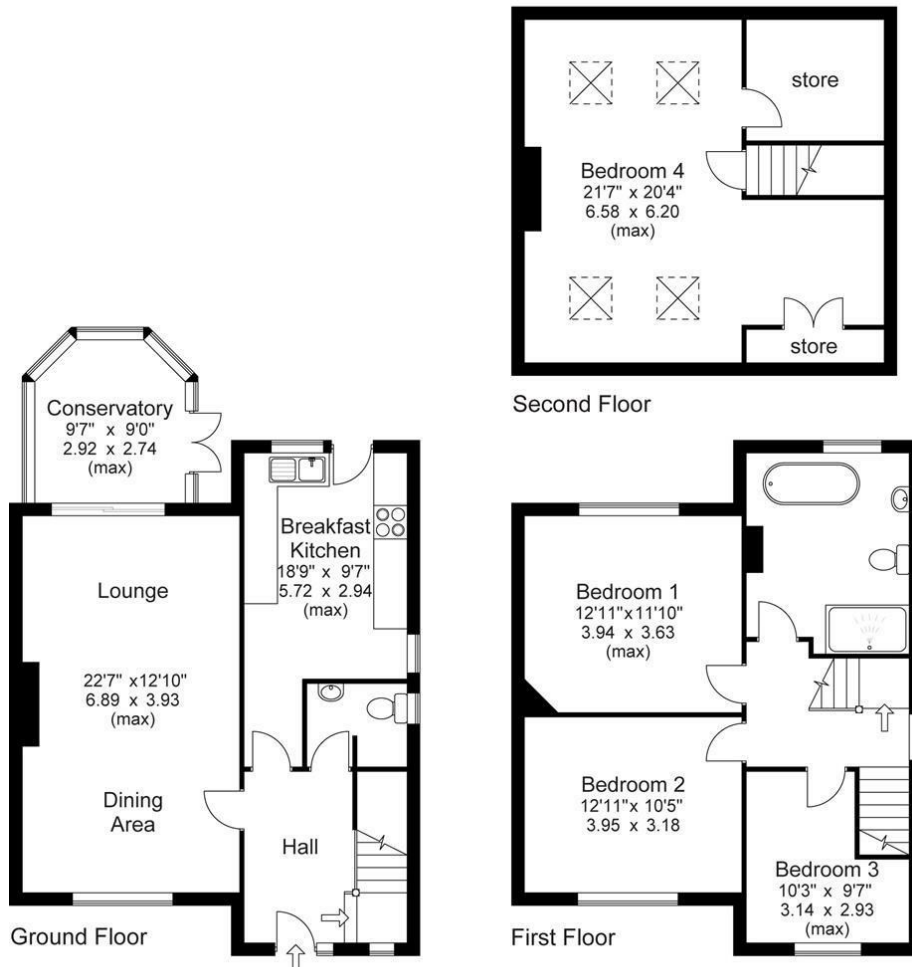 store
Bedroom 4
21'7" x 20'4"
6.58 x 6.20
(max)
store
Second Floor
Conservatory
9'7" x 9'0"
2.92 x 2.74
(max)
Breakfast
Kitchen
18'9" x 9'7"
5.72 x 2.94
(max)
Lounge
22'7" x12'10"
6.89 x 3.93
(max)
Dining
Area
Hall
Ground Floor
Bedroom 1
12'11"x11'10"
3.94 x 3.63
(max)
Bedroom 2
12'11"x 10'5"
3.95 x 3.18
Bedroom 3
10'3" x 9'7"
3.14 x 2.93
(max)
First Floor